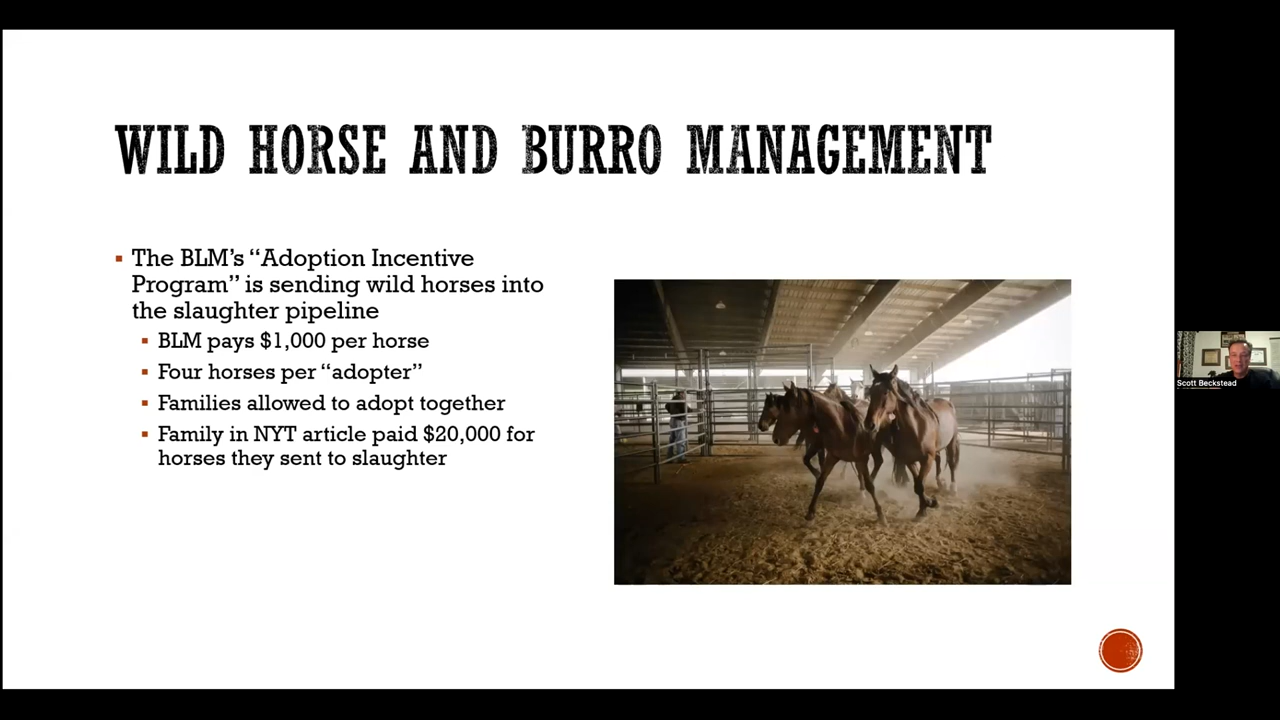 WILD HORSE AND BURRO MANAGEMENT
The BLM’s “Adoption Incentive
Program” is sending wild horses into
the slaughter pipeline
BLM pays $1,000 per horse
Four horses per “adopter”
Families allowed to adopt together
Family in NYT article paid $20,000 for
horses they sent to slaughter
Scott Beckstead